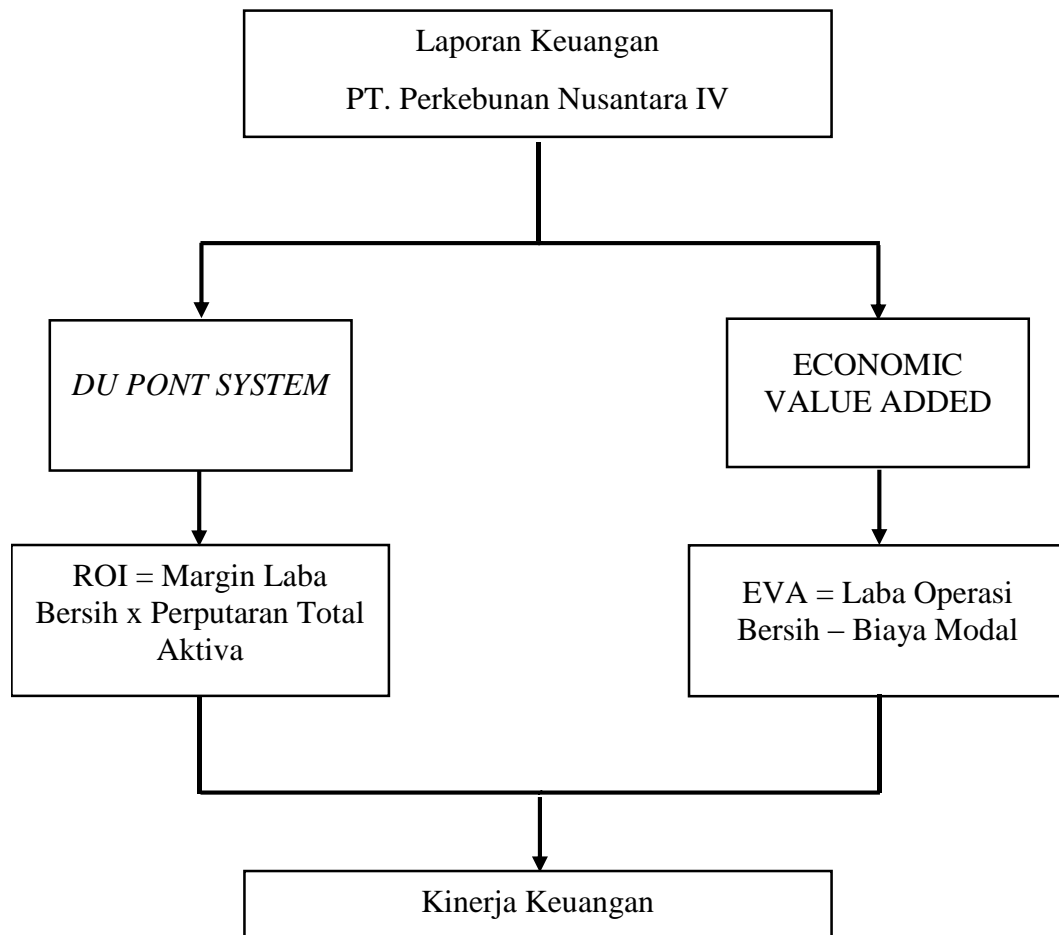 Laporan Keuangan
PT. Perkebunan Nusantara IV
DU PONT SYSTEM
ECONOMIC
VALUE ADDED
ROI = Margin Laba
Bersih x Perputaran Total
Aktiva
EVA = Laba Operasi
Bersih – Biaya Modal
Kinerja Keuangan